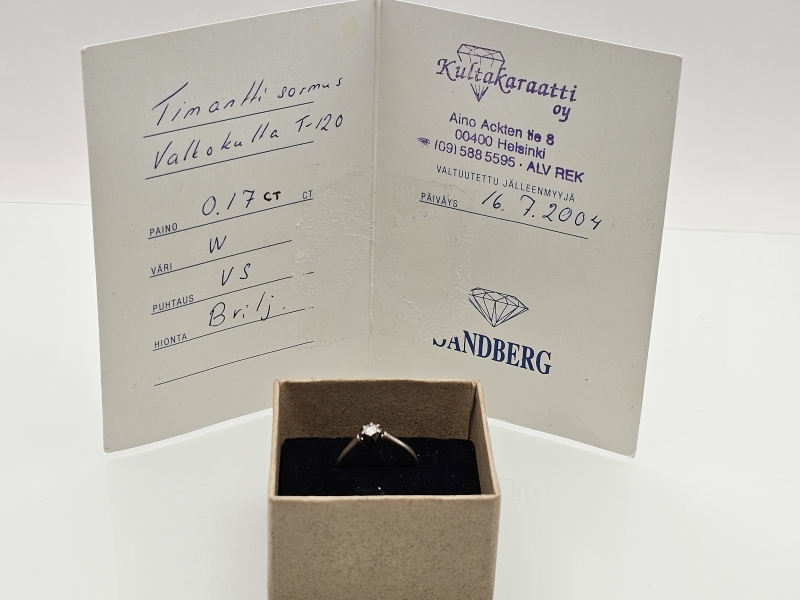 Timantti sormus
Valkokulta T-120
PAINO 0.17 CT CT
VÄRI W
PUHTAUS VS
HIONTA Brilj.
Kultakaraatti
oy
Aino Ackten tie 8
00400 Helsinki
(09) 588 5595 · ALV REK
VALTUUTETTU JÄLLEENMYYJÄ
PÄIVÄYS 16.7.2004
SANDBERG